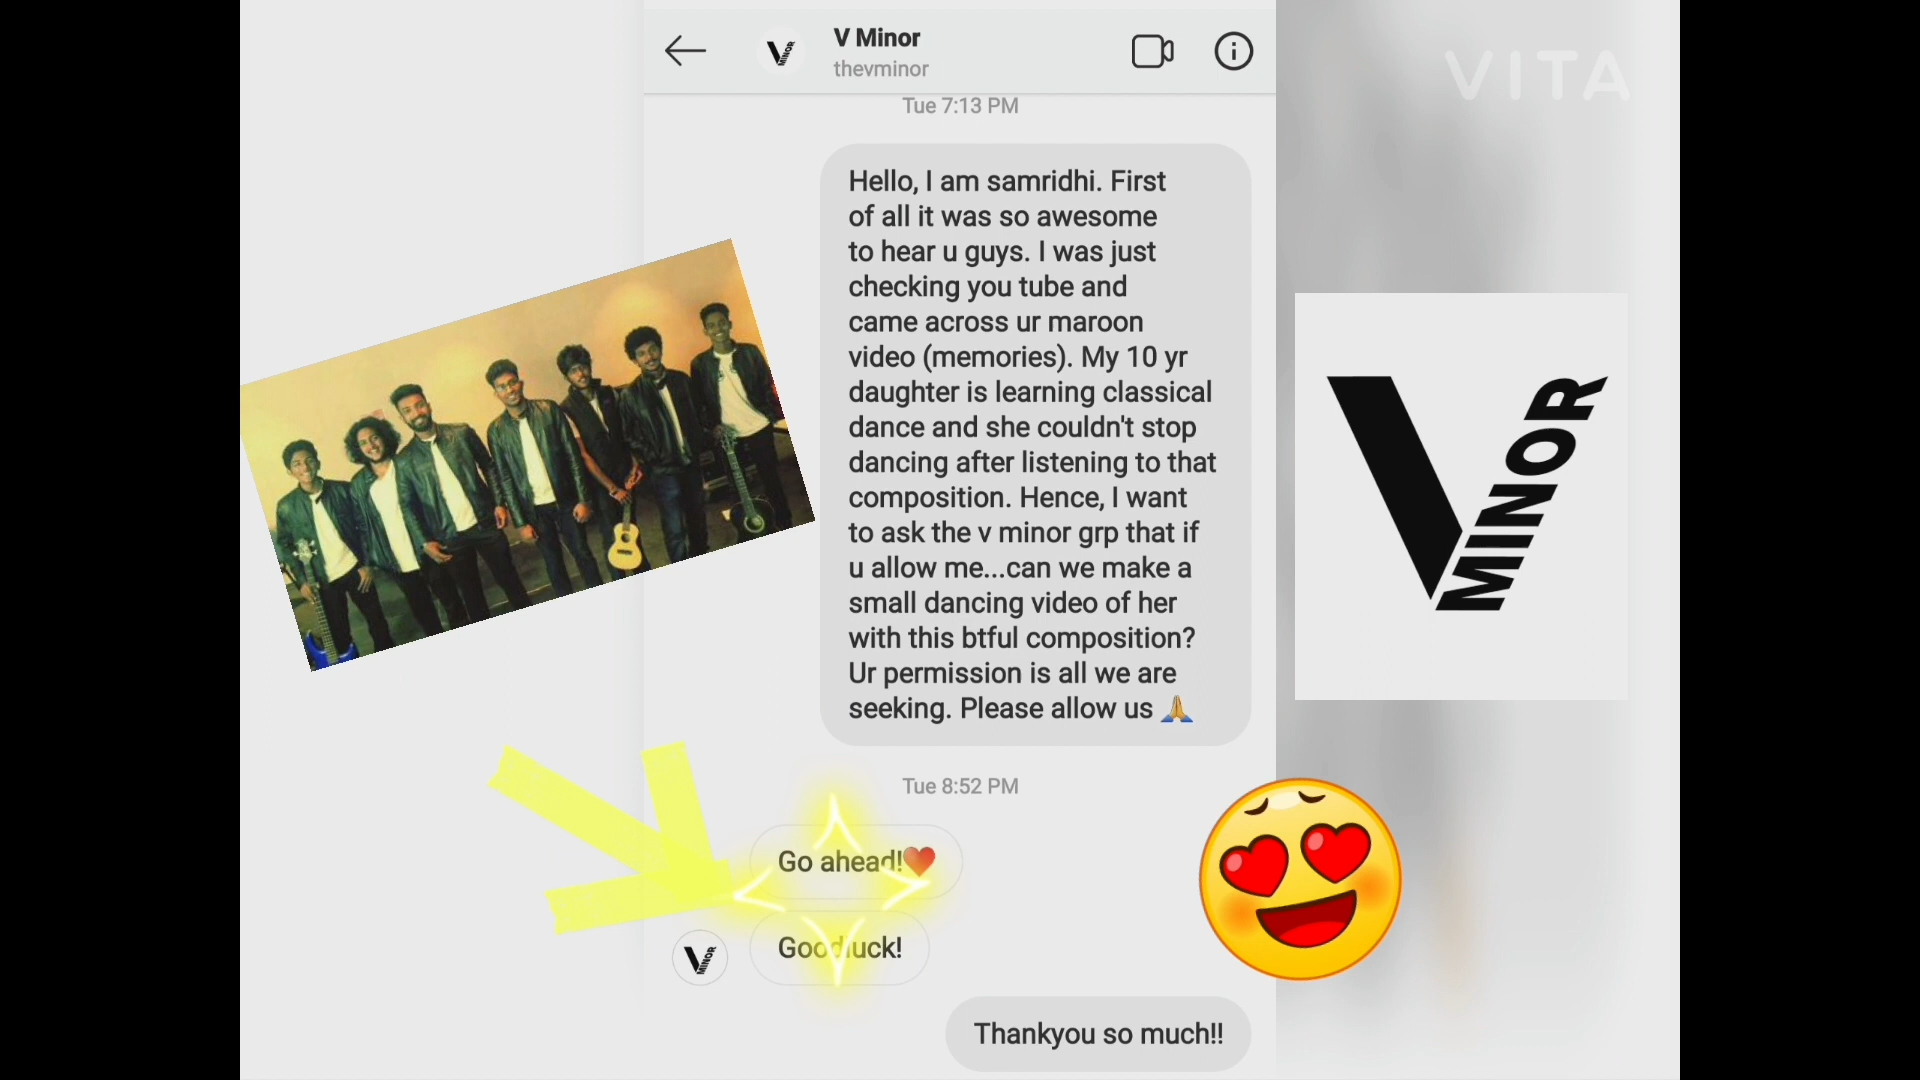 V Minor
thevminor
VITA
Tue 7:13 PM
Hello, I am samridhi. First
of all it was so awesome
to hear u guys. I was just
checking you tube and
came across ur maroon
video (memories). My 10 yr
daughter is learning classical
dance and she couldn't stop
dancing after listening to that
composition. Hence, I want
to ask the v minor grp that if
u allow me...can we make a
small dancing video of her
with this btful composition?
Ur permission is all we are
seeking. Please allow us 🙏
V MINOR
Tue 8:52 PM
Go ahead!❤️
Good luck!
V MINOR
Thankyou so much!!